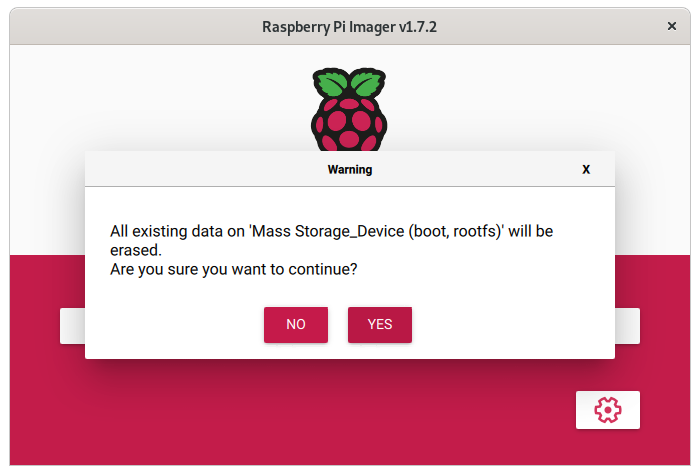 Raspberry Pi Imager v1.7.2
Warning
X
All existing data on 'Mass Storage_Device (boot, rootfs)' will be
erased.
Are you sure you want to continue?
NO
YES